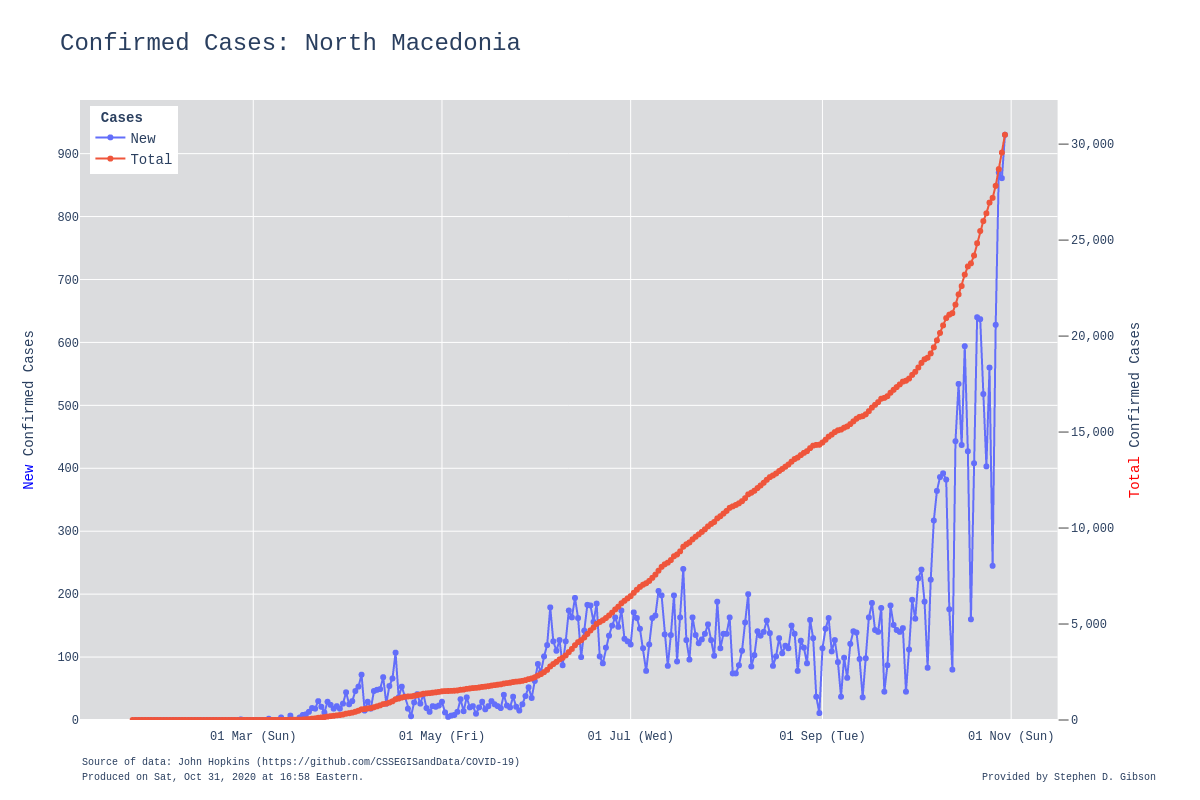 Confirmed Cases: North Macedonia
Cases
New
Total
900
800
700
600
500
400
300
200
100
0
New Confirmed Cases
30,000
25,000
20,000
15,000
10,000
5,000
0
Total Confirmed Cases
01 Mar (Sun)
01 May (Fri)
01 Jul (Wed)
01 Sep (Tue)
01 Nov (Sun)
Source of data: John Hopkins (https://github.com/CSSEGISandData/COVID-19)
Produced on Sat, Oct 31, 2020 at 16:58 Eastern.
Provided by Stephen D. Gibson